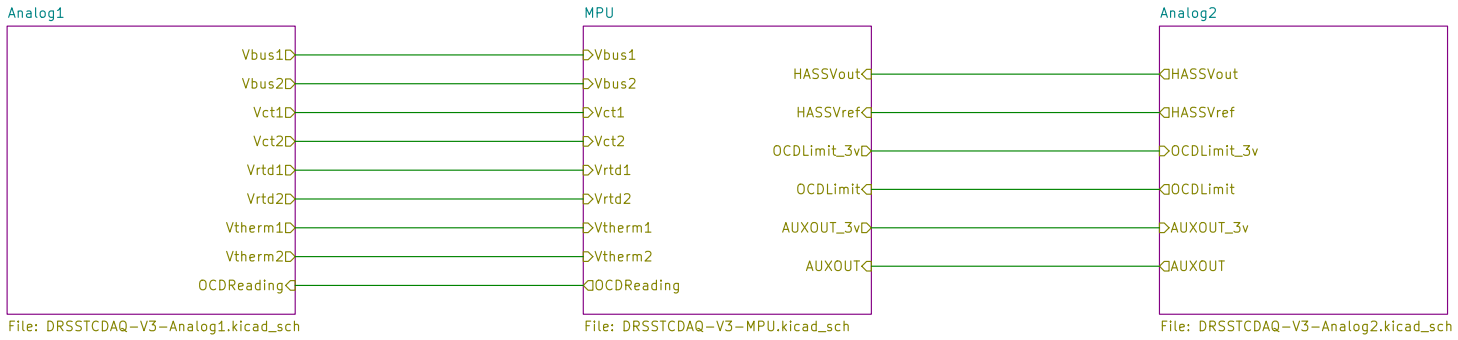 Analog1
Vbus1
Vbus2
Vct1
Vct2
Vrtd1
Vrtd2
Vtherm1
Vtherm2
OCDReading
File: DRSSTCDAQ-V3-Analog1.kicad_sch
MPU
Vbus1
Vbus2
Vct1
Vct2
Vrtd1
Vrtd2
Vtherm1
Vtherm2
OCDReading
HASSVout
HASSVref
OCDLimit_3v
OCDLimit
AUXOUT_3v
AUXOUT
File: DRSSTCDAQ-V3-MPU.kicad_sch
Analog2
HASSVout
HASSVref
OCDLimit_3v
OCDLimit
AUXOUT_3v
AUXOUT
File: DRSSTCDAQ-V3-Analog2.kicad_sch